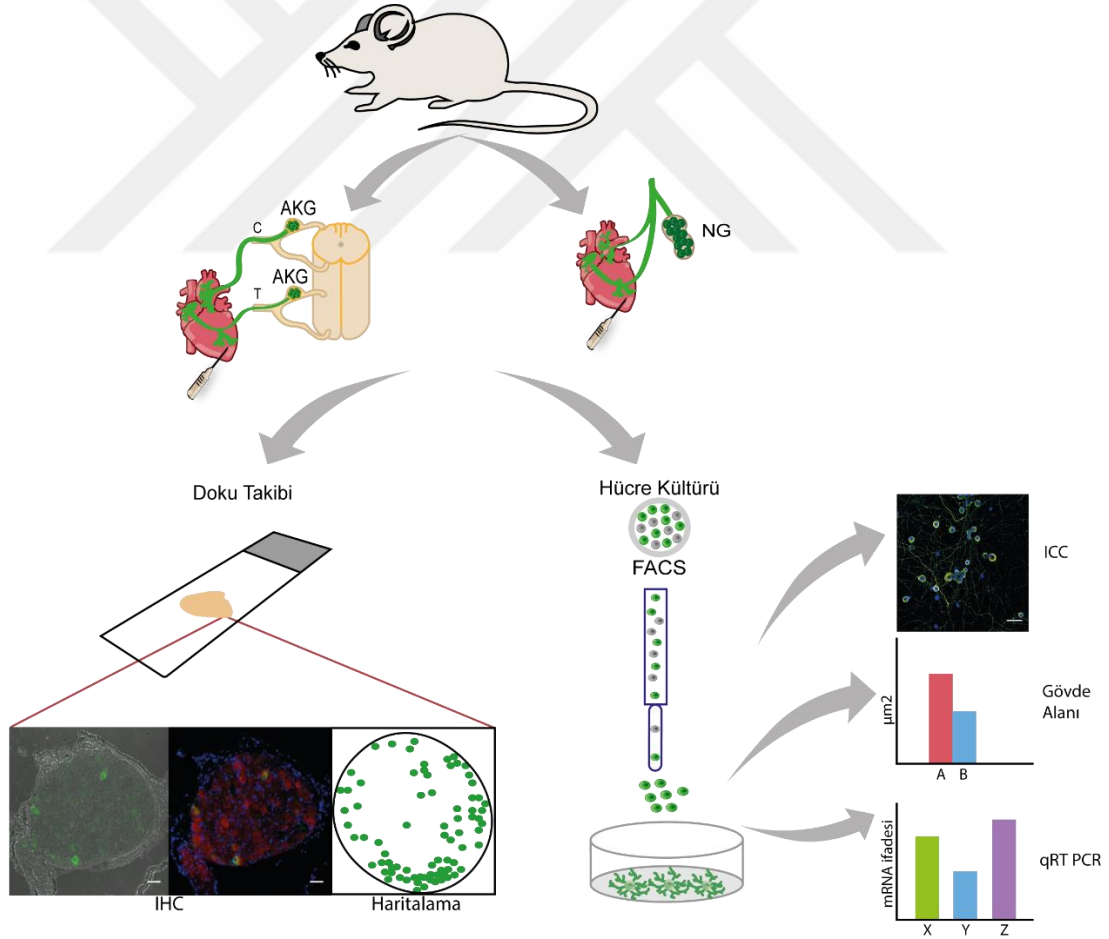 AKG
C
AKG
T
NG
Doku Takibi
Hücre Kültürü
FACS
ICC
µm2
Gövde
Alanı
A B
IHC
Haritalama
mRNA ifadesi
qRT PCR
X Y Z